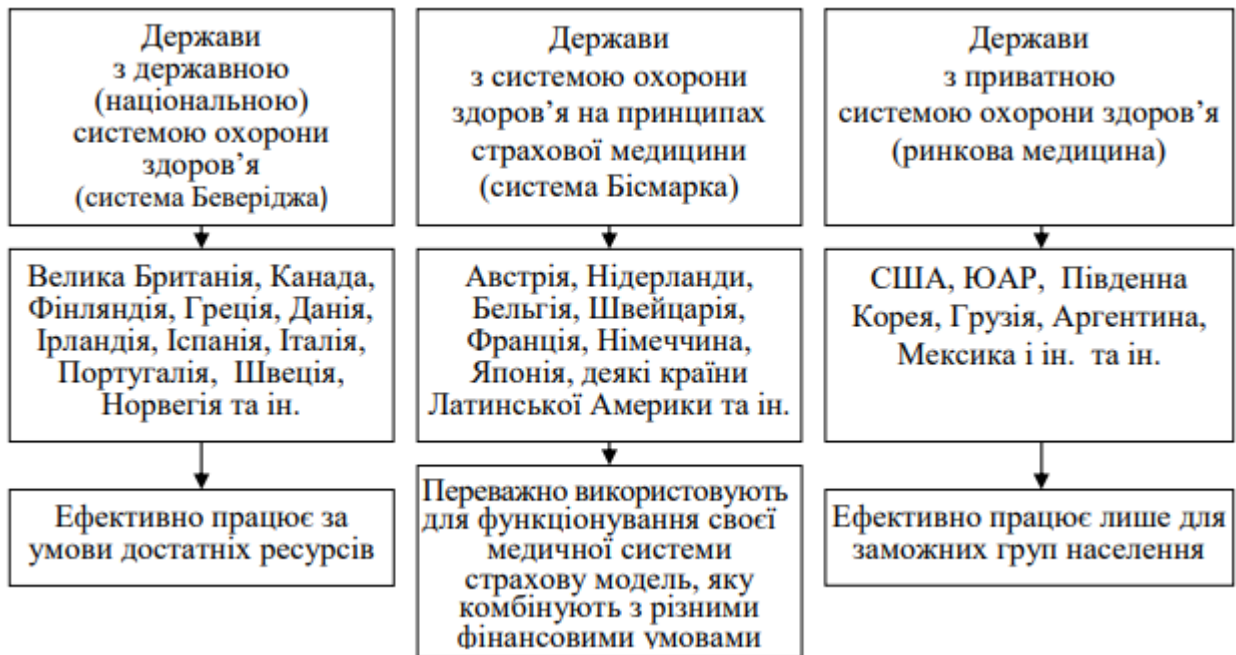 Держави
з державною
(національною)
системою охорони
здоров’я
(система Беверіджа)
Велика Британія, Канада,
Фінляндія, Греція, Данія,
Ірландія, Іспанія, Італія,
Португалія, Швеція,
Норвегія та ін.
Ефективно працює за
умови достатніх ресурсів
Держави
з системою охорони
здоров’я на принципах
страхової медицини
(система Бісмарка)
Австрія, Нідерланди,
Бельгія, Швейцарія,
Франція, Німеччина,
Японія, деякі країни
Латинської Америки та ін.
Переважно використовують
для функціонування своєї
медичної системи
страхову модель, яку
комбінують з різними
фінансовими умовами
Держави
з приватною
системою охорони здоров’я
(ринкова медицина)
США, ЮАР, Південна
Корея, Грузія, Аргентина,
Мексика і ін. та ін.
Ефективно працює лише для
заможних груп населення